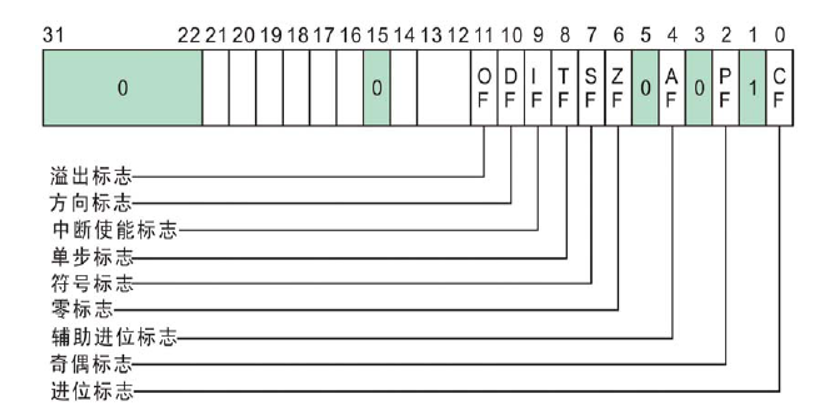 31 22 21 20 19 18 17 16 15 14 13 12 11 10 9 8 7 6 5 4 3 2 1 0
0 0 OF DF IF TF SF ZF 0 AF 0 PF 1 CF
溢出标志
方向标志
中断使能标志
单步标志
符号标志
零标志
辅助进位标志
奇偶标志
进位标志